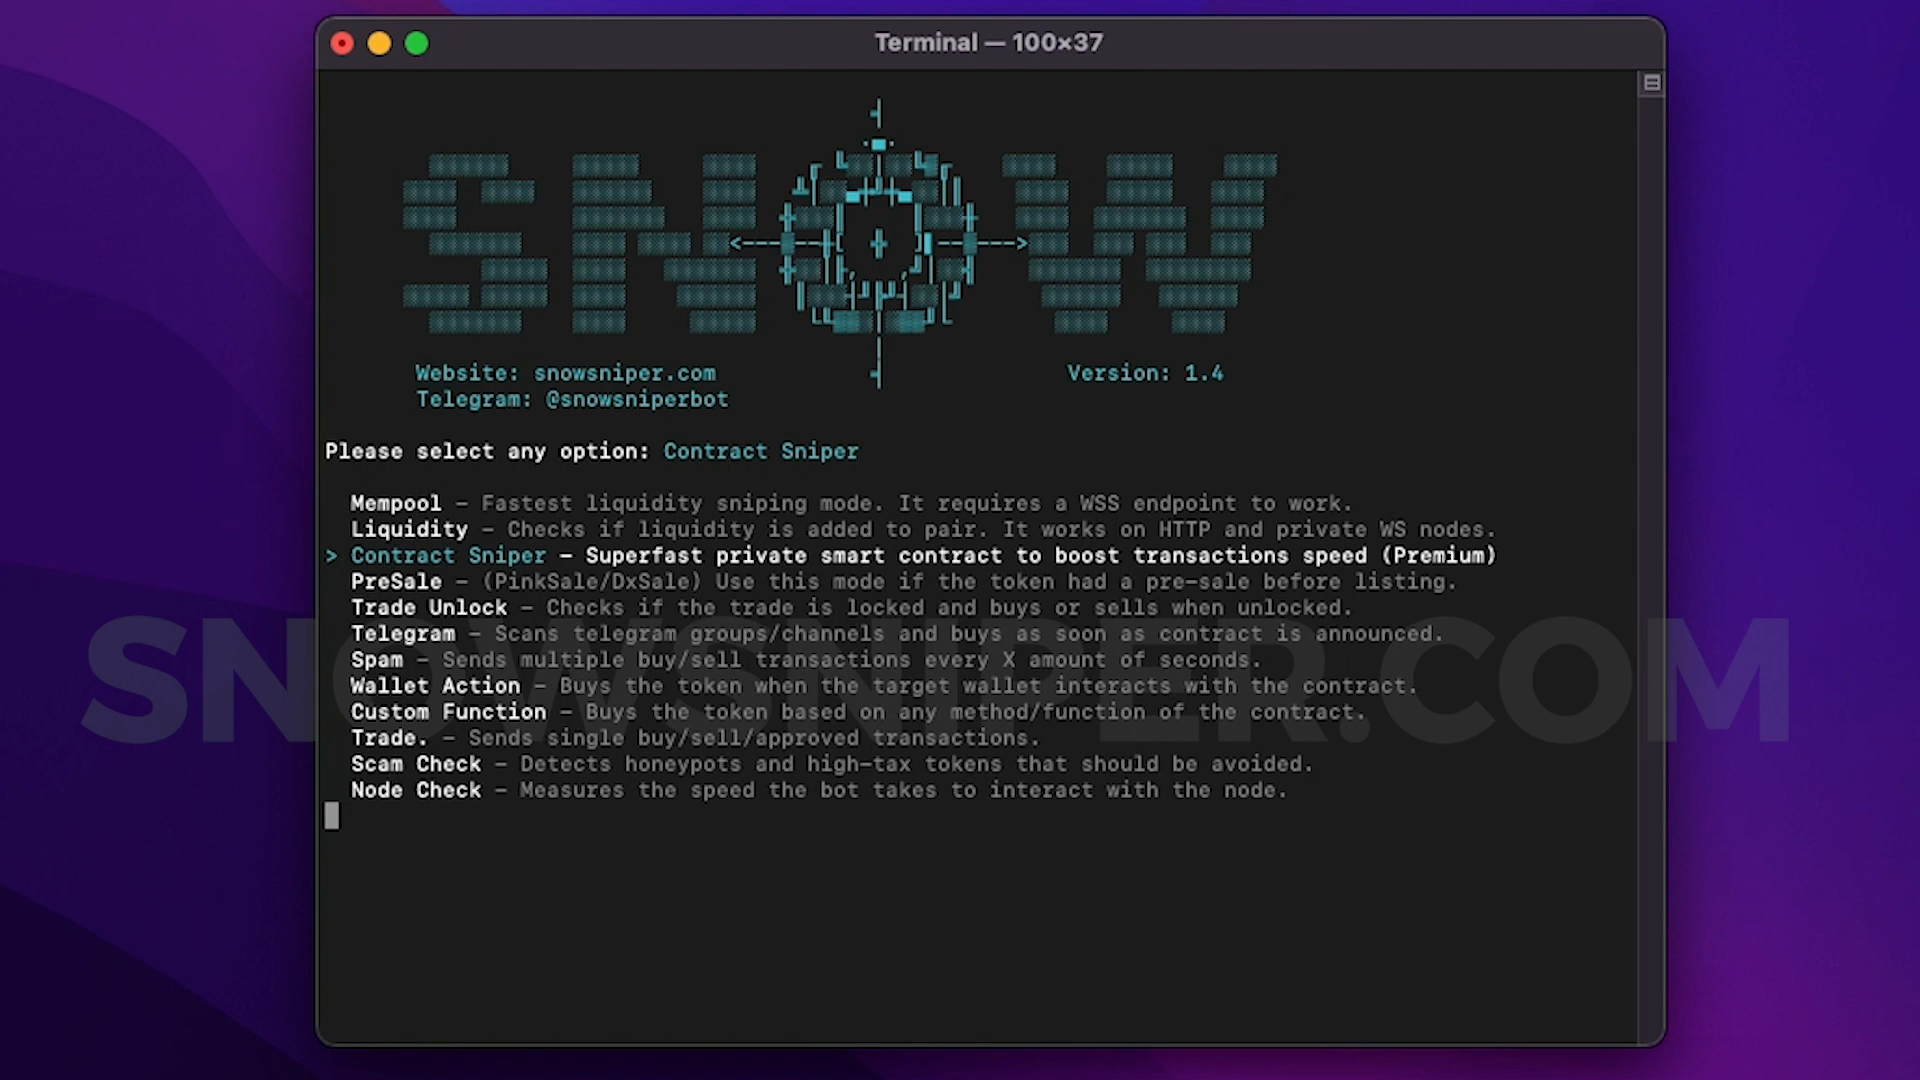 Terminal — 100×37
SNOW
Website: snowsniper.com
Version: 1.4
Telegram: @snowsniperbot
Please select any option: Contract Sniper
Mempool – Fastest liquidity sniping mode. It requires a WSS endpoint to work.
Liquidity – Checks if liquidity is added to pair. It works on HTTP and private WS nodes.
> Contract Sniper – Superfast private smart contract to boost transactions speed (Premium)
PreSale – (PinkSale/DxSale) Use this mode if the token had a pre-sale before listing.
Trade Unlock – Checks if the trade is locked and buys or sells when unlocked.
Telegram – Scans telegram groups/channels and buys as soon as contract is announced.
Spam – Sends multiple buy/sell transactions every X amount of seconds.
Wallet Action – Buys the token when the target wallet interacts with the contract.
Custom Function – Buys the token based on any method/function of the contract.
Trade. – Sends single buy/sell/approved transactions.
Scam Check – Detects honeypots and high-tax tokens that should be avoided.
Node Check – Measures the speed the bot takes to interact with the node.
SNOWSNIPER.COM